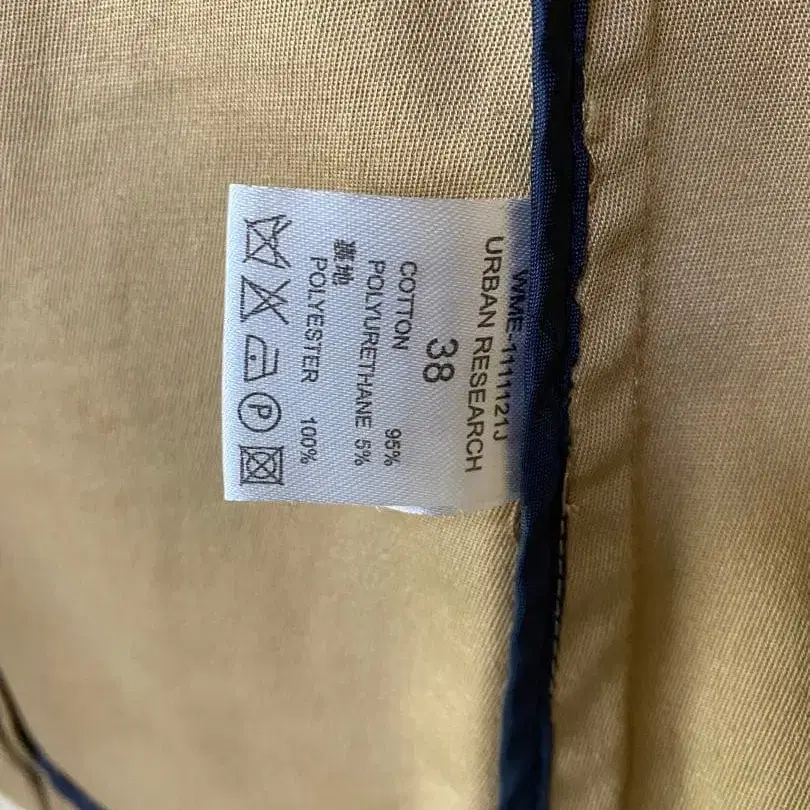 WME-1111121J
URBAN RESEARCH
38
COTTON 95%
POLYURETHANE 5%
裏地
POLYESTER 100%
P